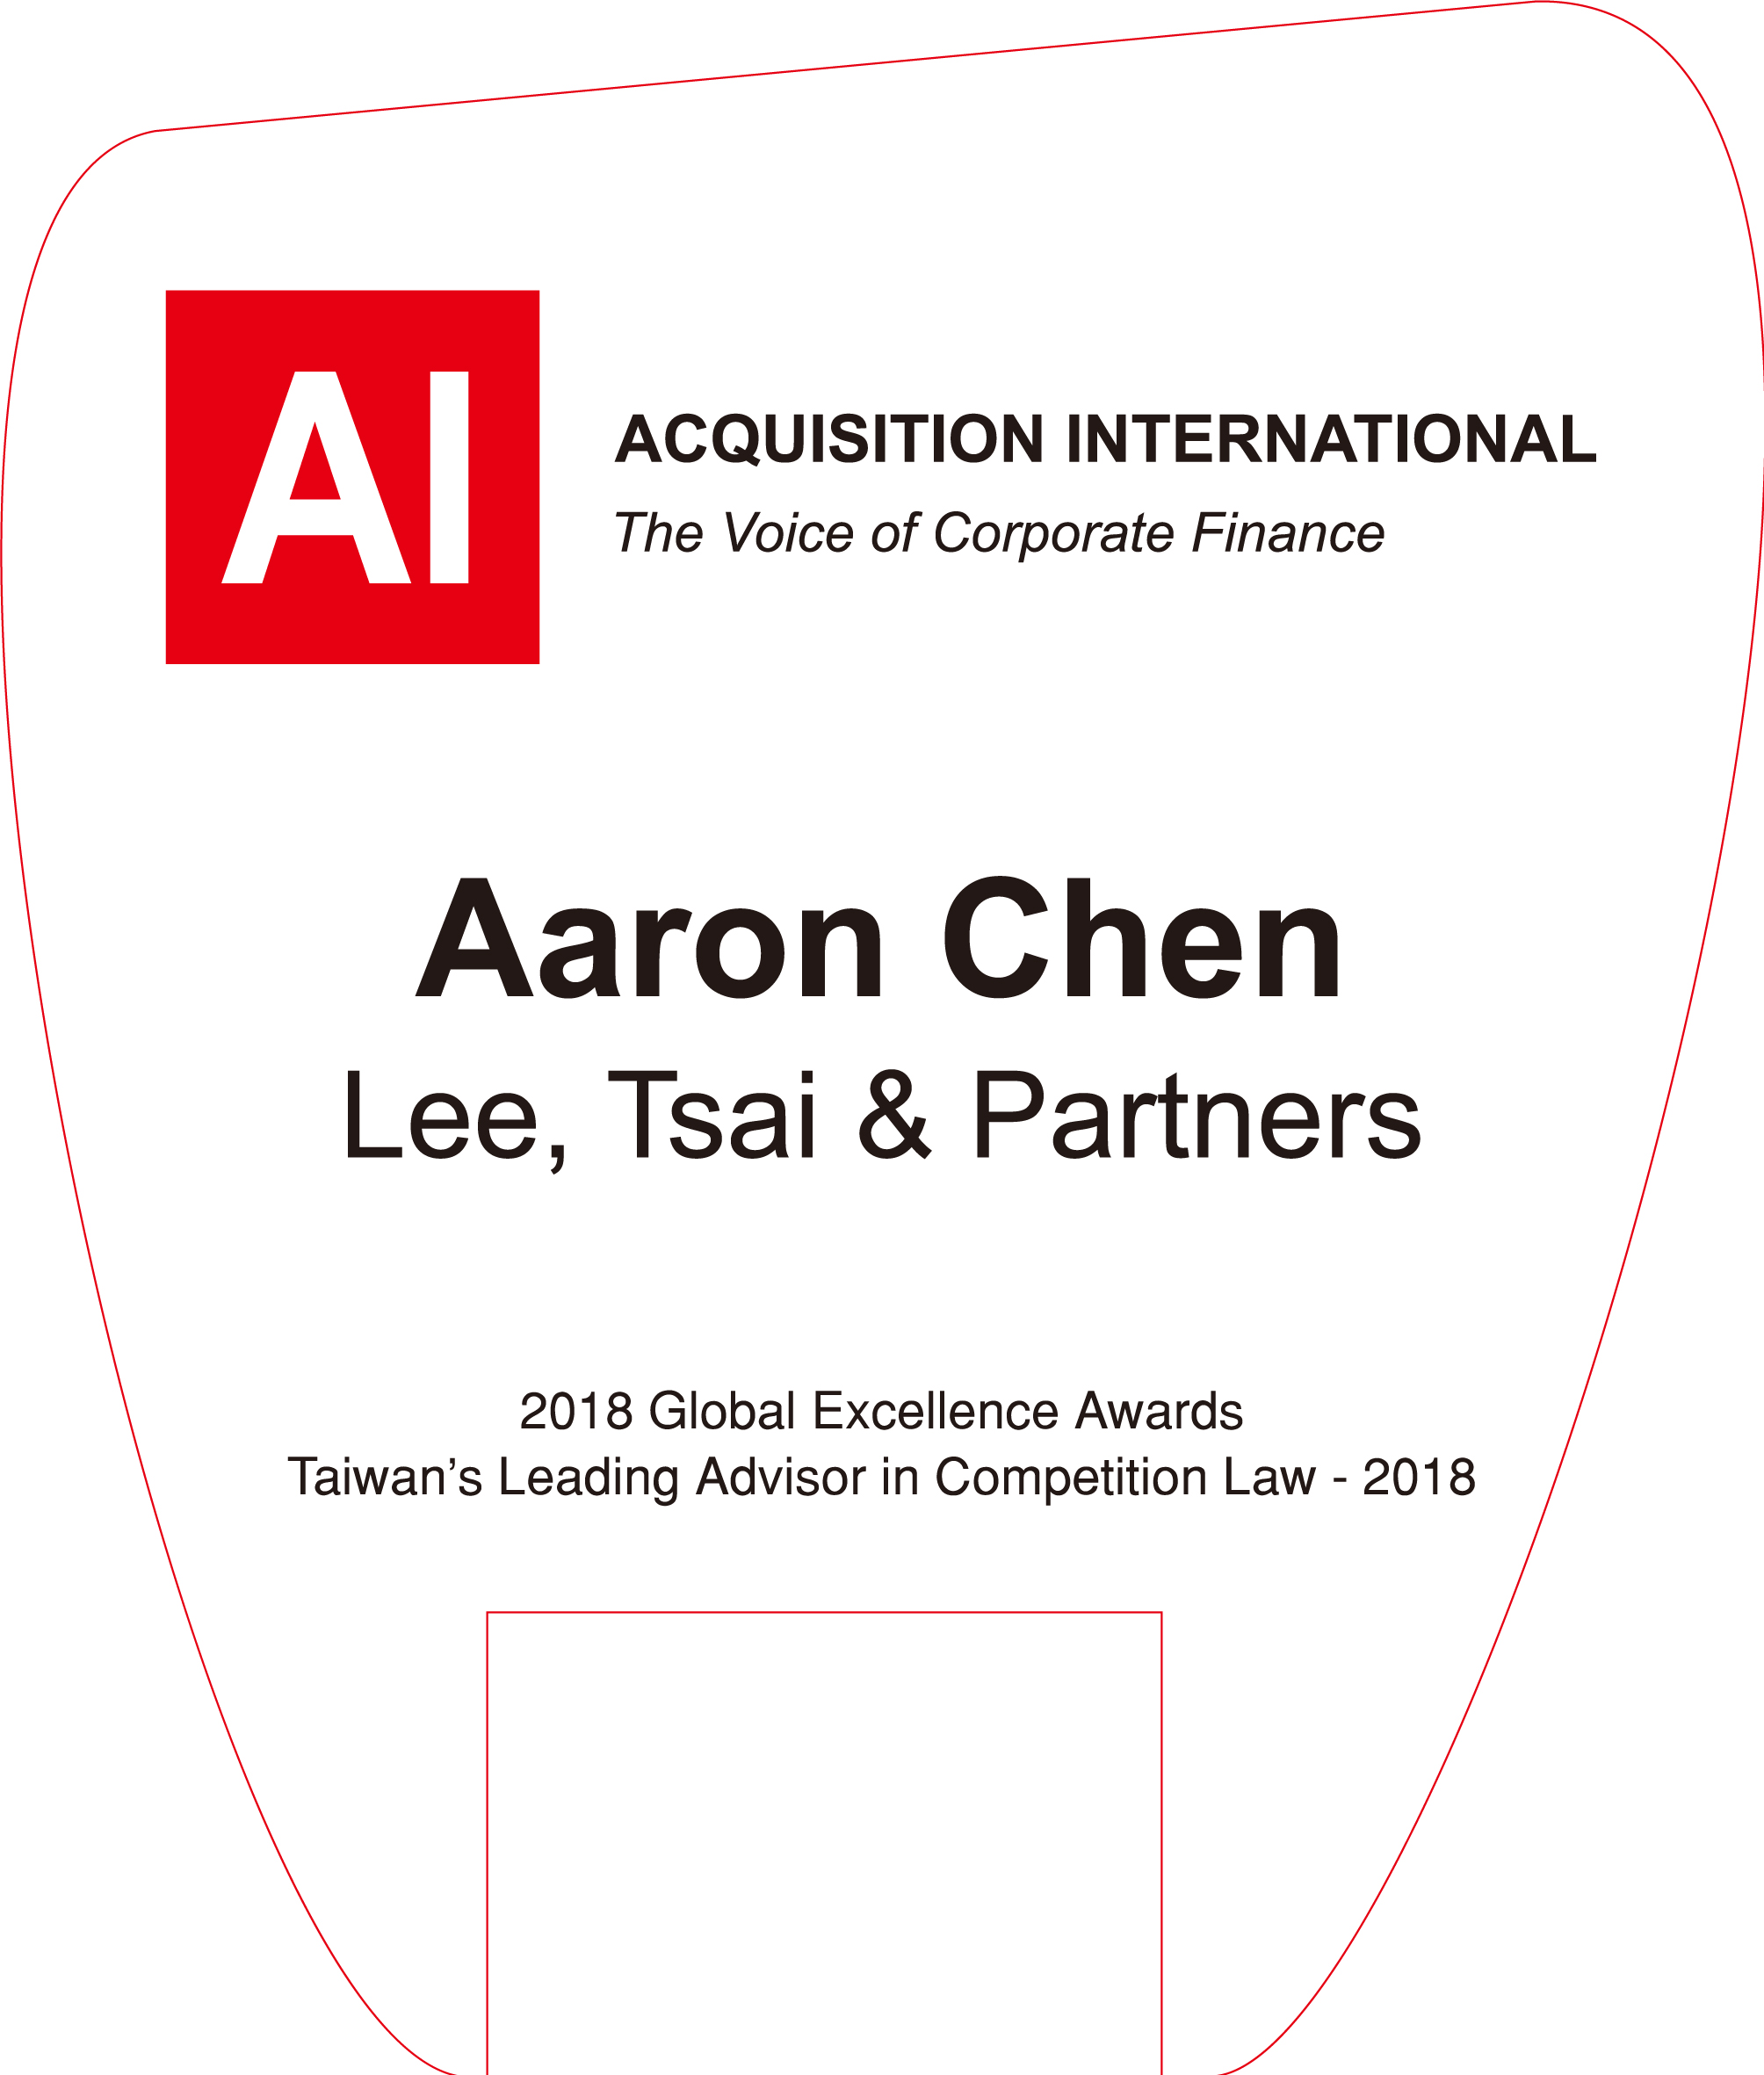 AI
ACQUISITION INTERNATIONAL
The Voice of Corporate Finance
Aaron Chen
Lee, Tsai & Partners
2018 Global Excellence Awards
Taiwan’s Leading Advisor in Competition Law - 2018